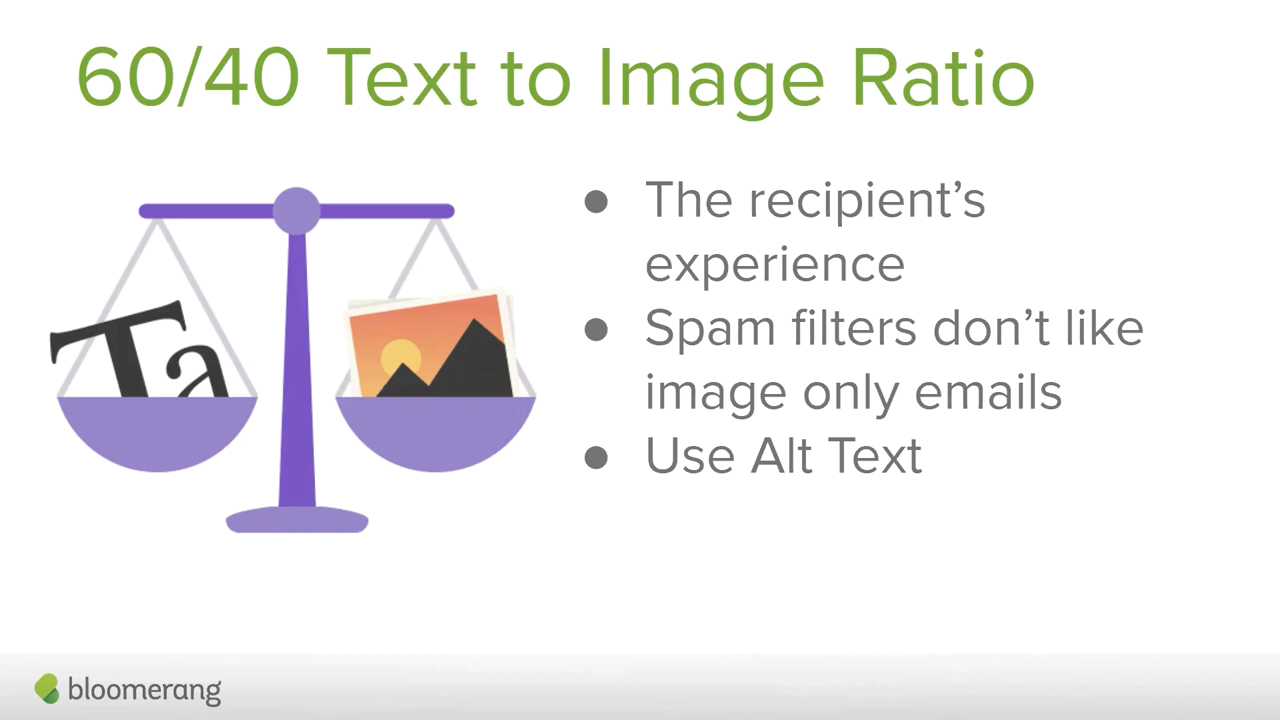 60/40 Text to Image Ratio
Ta
● The recipient’s
experience
● Spam filters don’t like
image only emails
● Use Alt Text
bloomerang